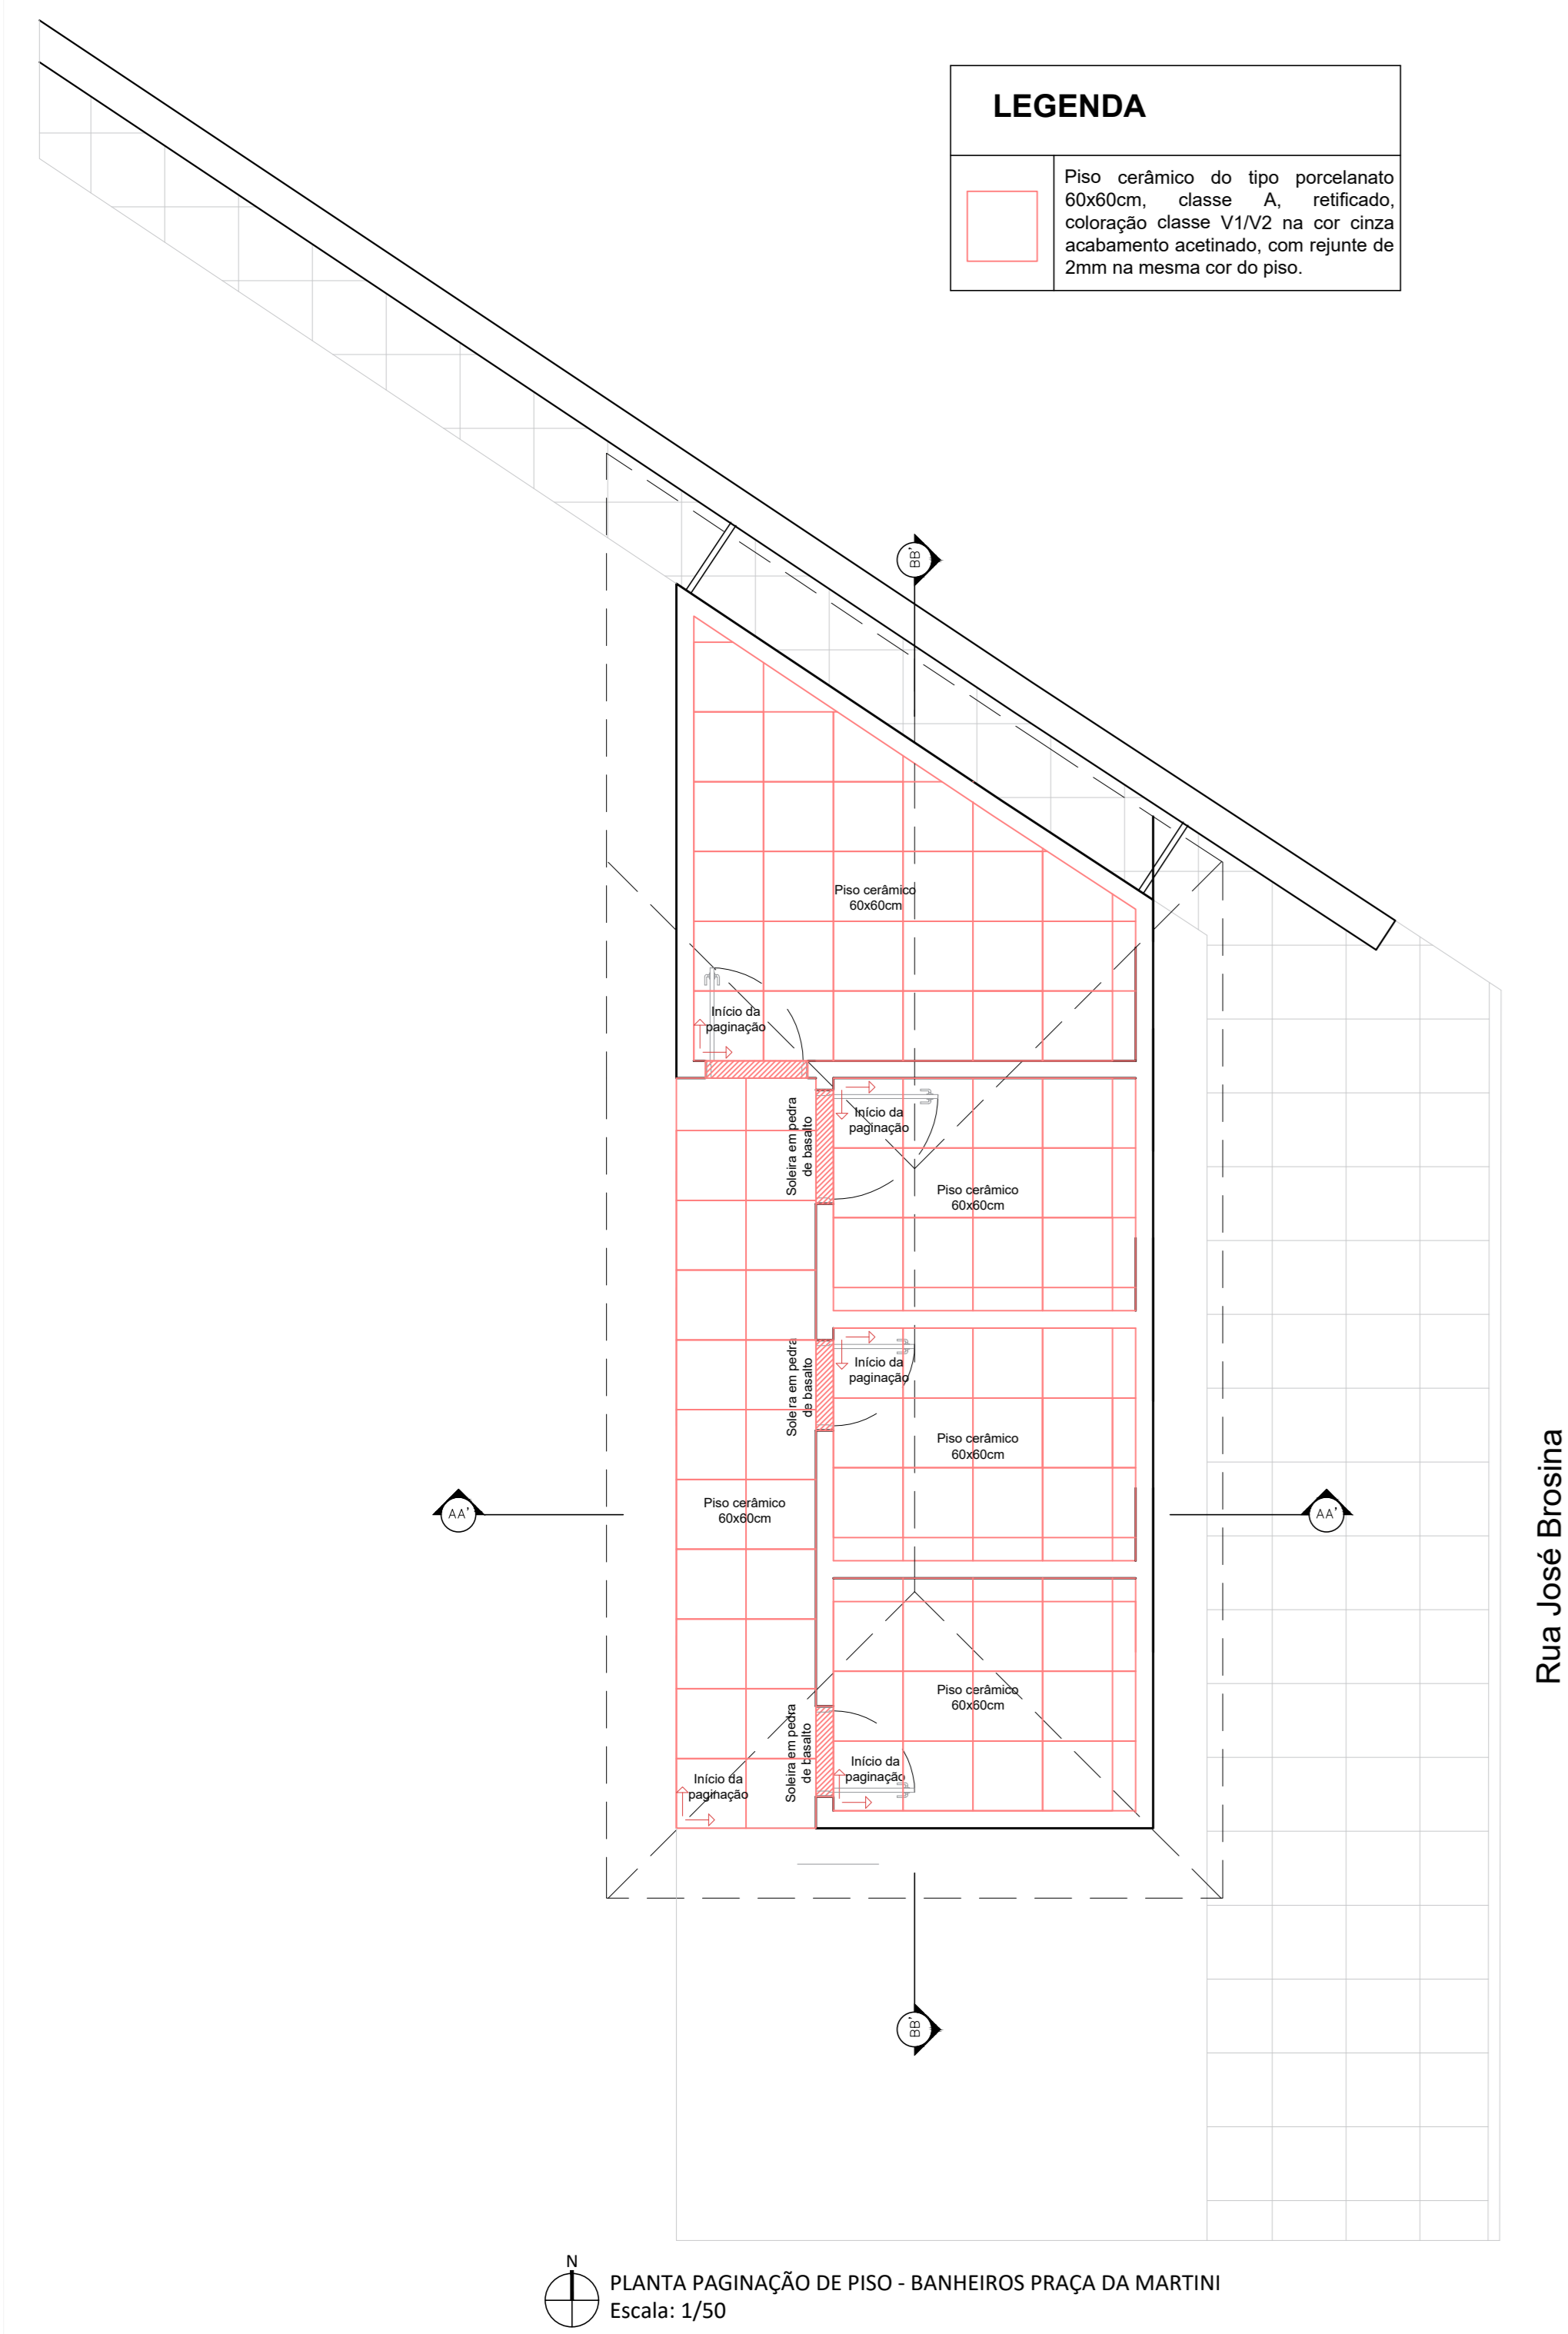 LEGENDA
Piso cerâmico do tipo porcelanato
60x60cm, classe A, retificado,
coloração classe V1/V2 na cor cinza
acabamento acetinado, com rejunte de
2mm na mesma cor do piso.
BB'
Piso cerâmico
60x60cm
Início da
paginação
Início da
paginação
Soleira em pedra
de basalto
Piso cerâmico
60x60cm
Início da
paginação
Soleira em pedra
de basalto
Piso cerâmico
60x60cm
AA'
Piso cerâmico
60x60cm
AA'
Rua José Brosina
Piso cerâmico
60x60cm
Soleira em pedra
de basalto
Início da
paginação
Início da
paginação
BB'
N
PLANTA PAGINAÇÃO DE PISO - BANHEIROS PRAÇA DA MARTINI
Escala: 1/50